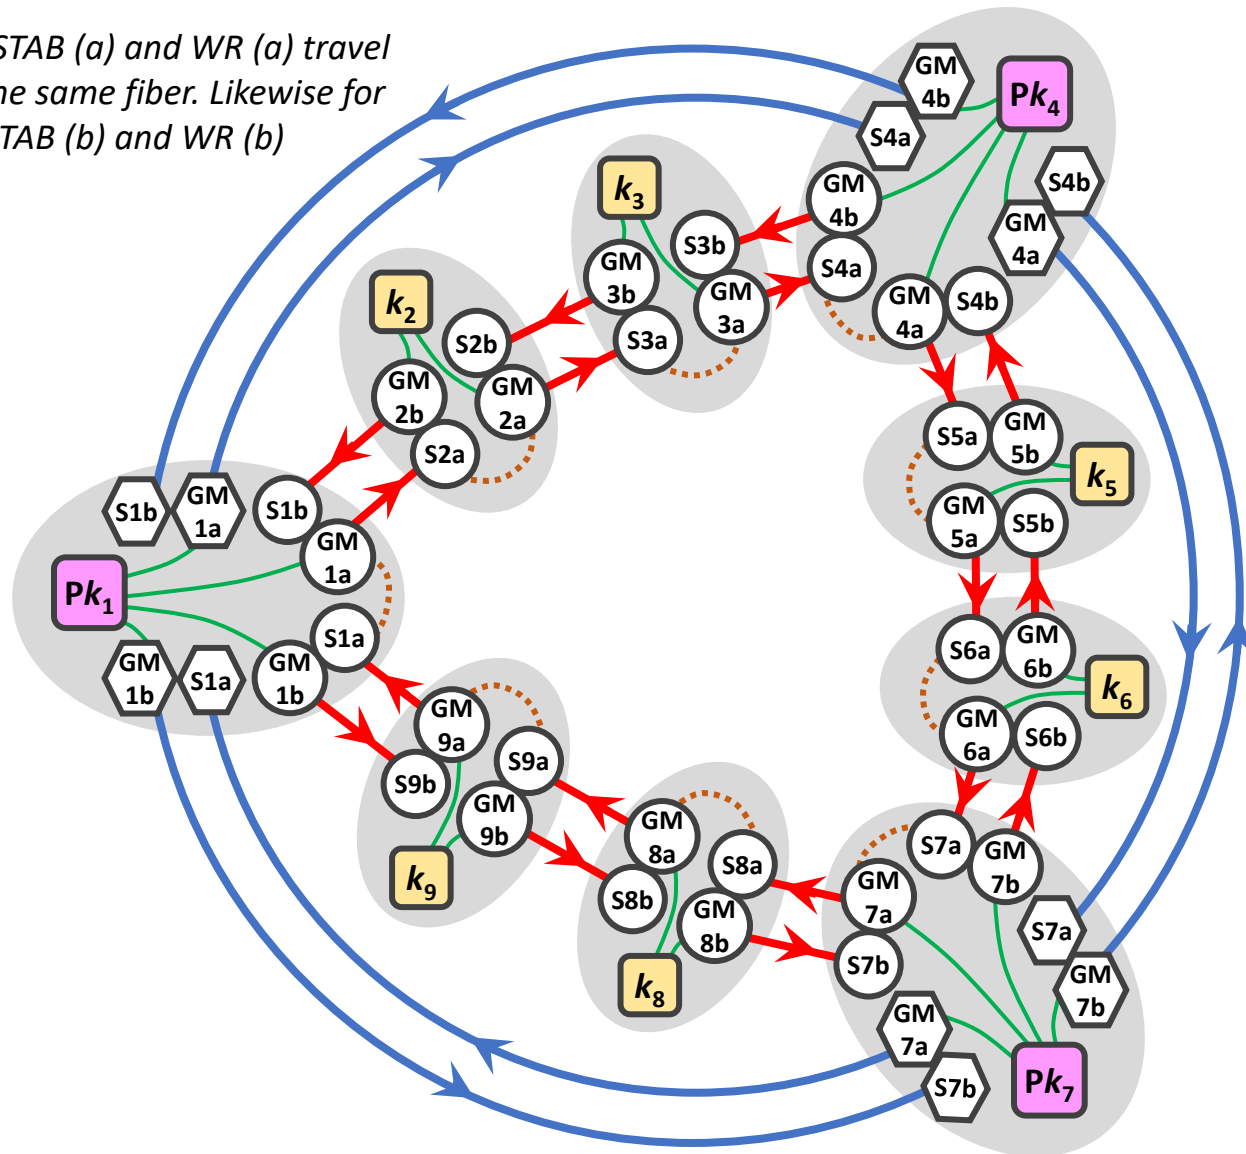 STAB (a) and WR (a) travel
he same fiber. Likewise for
TAB (b) and WR (b)
GM
4b
Pk4
S4a
S4b
GM
4b
GM
4a
S4a
GM
4a
S4b
k3
S3b
GM
3b
GM
3a
S3a
k2
S2b
GM
2b
GM
2a
S2a
S5a
GM
5b
k5
GM
5a
S5b
S1b
GM
1a
S1b
GM
1a
Pk1
S1a
GM
1b
S1a
GM
1b
S6a
GM
6b
k6
GM
6a
S6b
GM
9a
S9a
S9b
GM
9b
k9
GM
8a
S8a
S8b
GM
8b
k8
S7a
GM
7b
GM
7a
S7b
S7a
GM
7b
GM
7a
S7b
Pk7